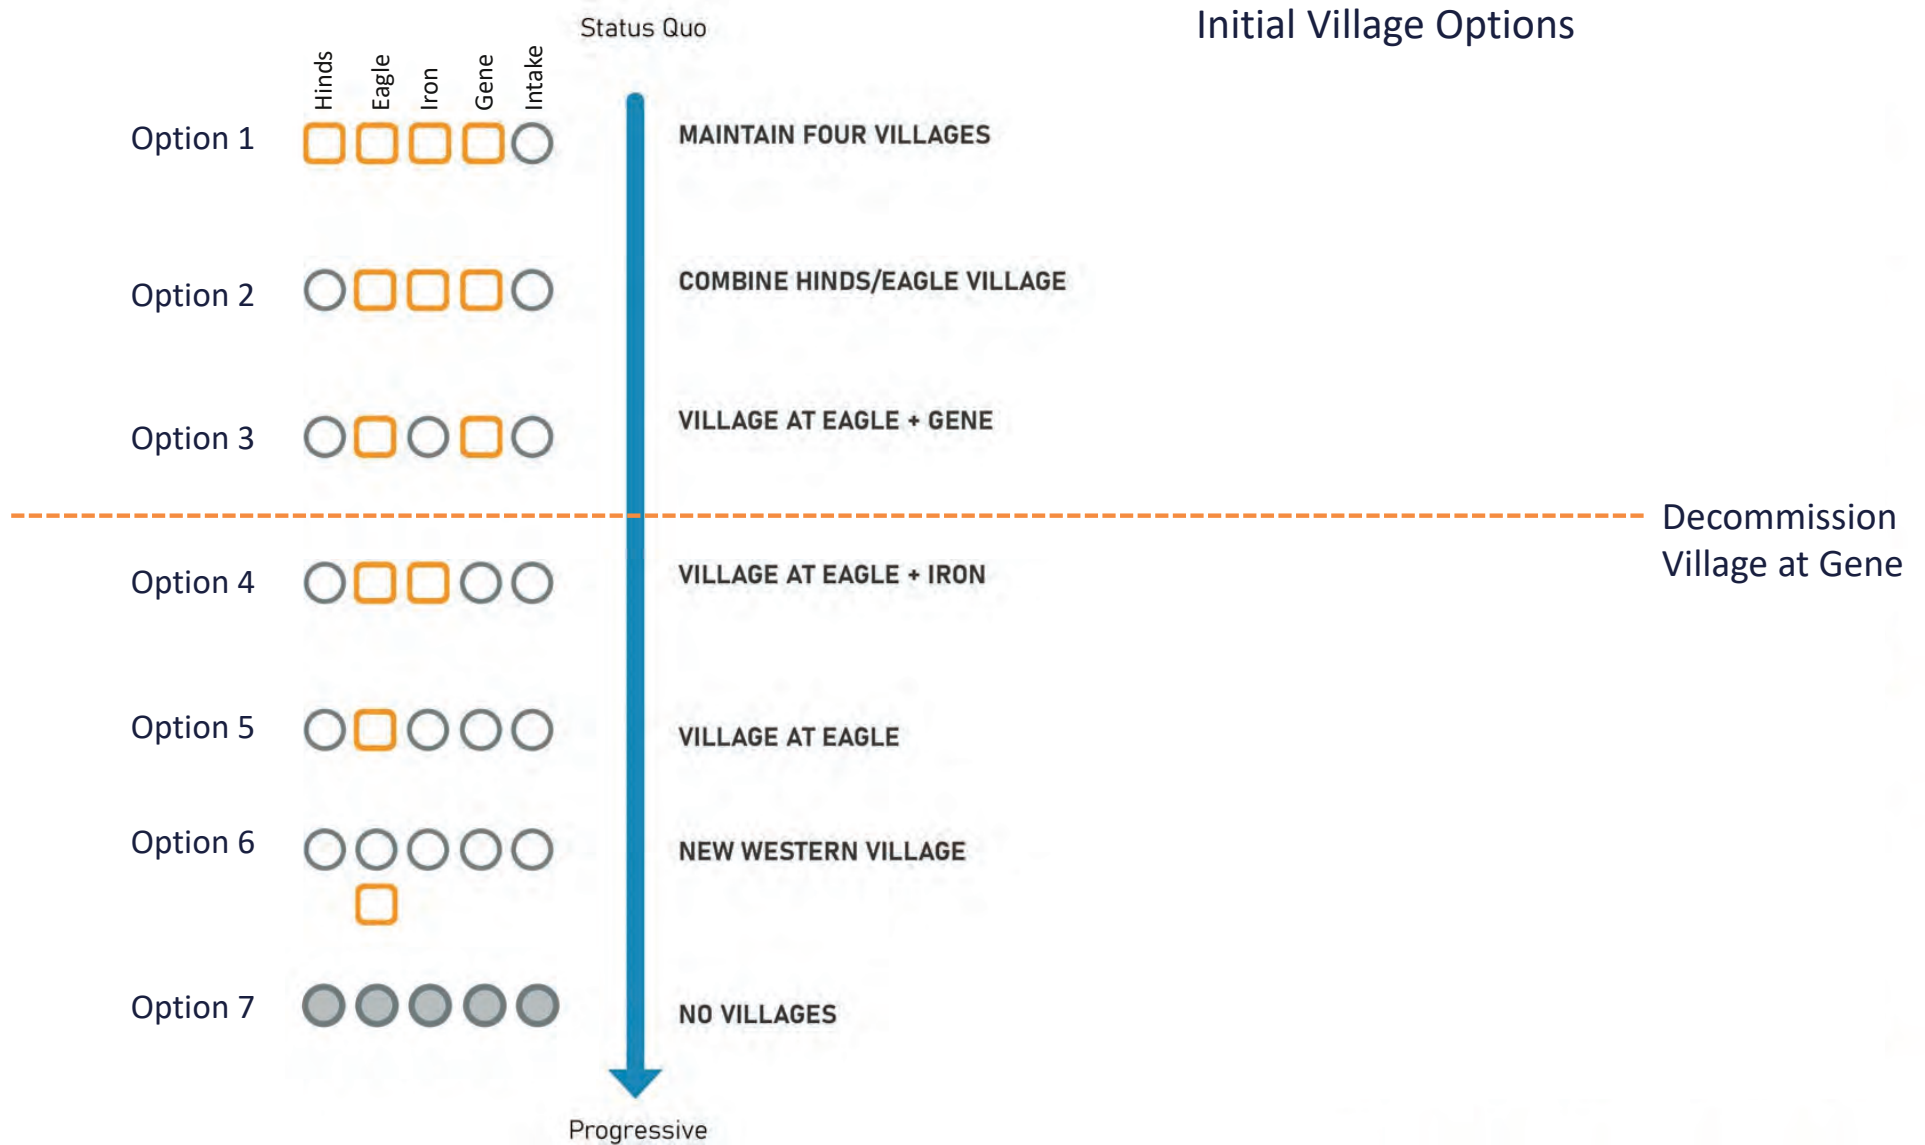 Status Quo
Initial Village Options
Hinds
Eagle
Iron
Gene
Intake
Option 1
MAINTAIN FOUR VILLAGES
Option 2
COMBINE HINDS/EAGLE VILLAGE
Option 3
VILLAGE AT EAGLE + GENE
Decommission
Village at Gene
Option 4
VILLAGE AT EAGLE + IRON
Option 5
VILLAGE AT EAGLE
Option 6
NEW WESTERN VILLAGE
Option 7
NO VILLAGES
Progressive